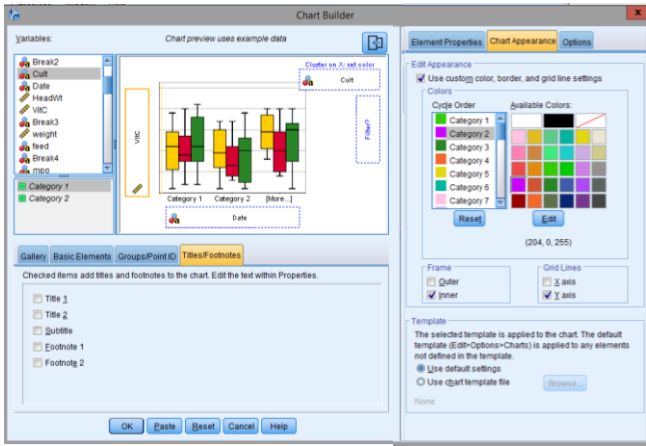 Chart Builder
Variables:
Chart preview uses example data
Break2
Cult
Date
HeadWt
VitC
Break3
weight
feed
Break4
mpg
Category 1
Category 2
Cluster on X: set color
Cult
VitC
Filter?
Category 1 Category 2 [More...]
Date
Gallery Basic Elements Groups/Point ID Titles/Footnotes
Checked items add titles and footnotes to the chart. Edit the text within Properties.
Title 1
Title 2
Subtitle
Footnote 1
Footnote 2
OK Paste Reset Cancel Help
Element Properties Chart Appearance Options
Edit Appearance
Use custom color, border, and grid line settings
Colors
Cycle Order Available Colors:
Category 1
Category 2
Category 3
Category 4
Category 5
Category 6
Category 7
Reset Edit
(204, 0, 255)
Frame Grid Lines
Outer X axis
Inner Y axis
Template
The selected template is applied to the chart. The default
template (Edit>Options>Charts) is applied to any elements
not defined in the template.
Use default settings
Use chart template file Browse...
None